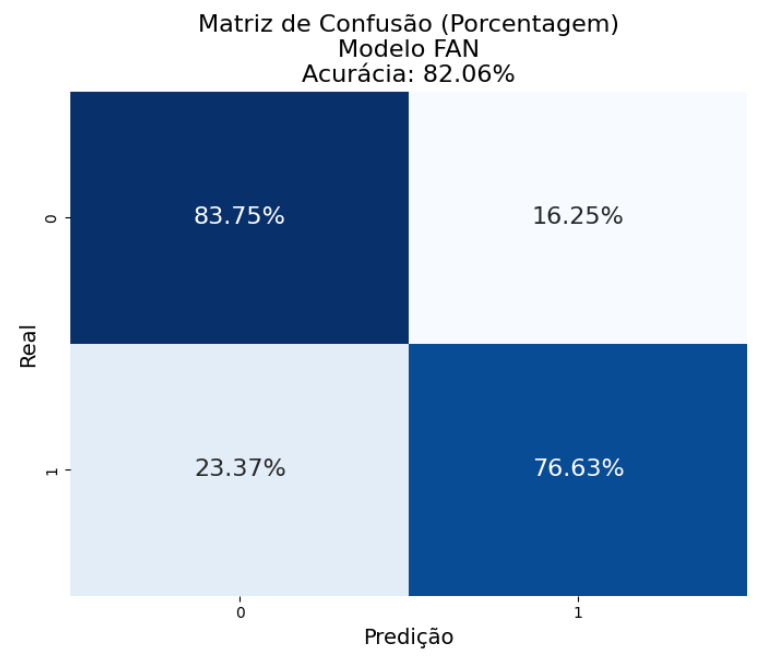 Matriz de Confusão (Porcentagem)
Modelo FAN
Acurácia: 82.06%
0
83.75%
16.25%
Real
1
23.37%
76.63%
0
1
Predição